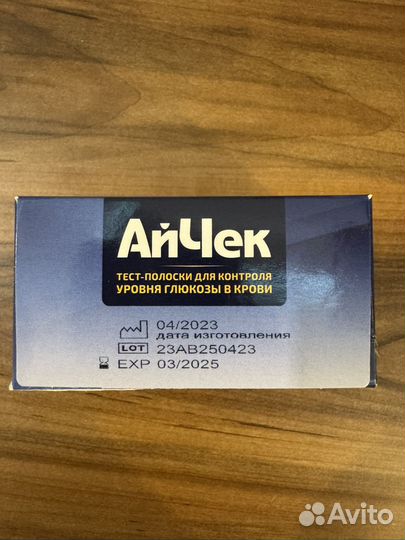 АйЧек
ТЕСТ-ПОЛОСКИ ДЛЯ КОНТРОЛЯ
УРОВНЯ ГЛЮКОЗЫ В КРОВИ
04/2023
дата изготовления
LOT 23AB250423
EXP 03/2025
Avito